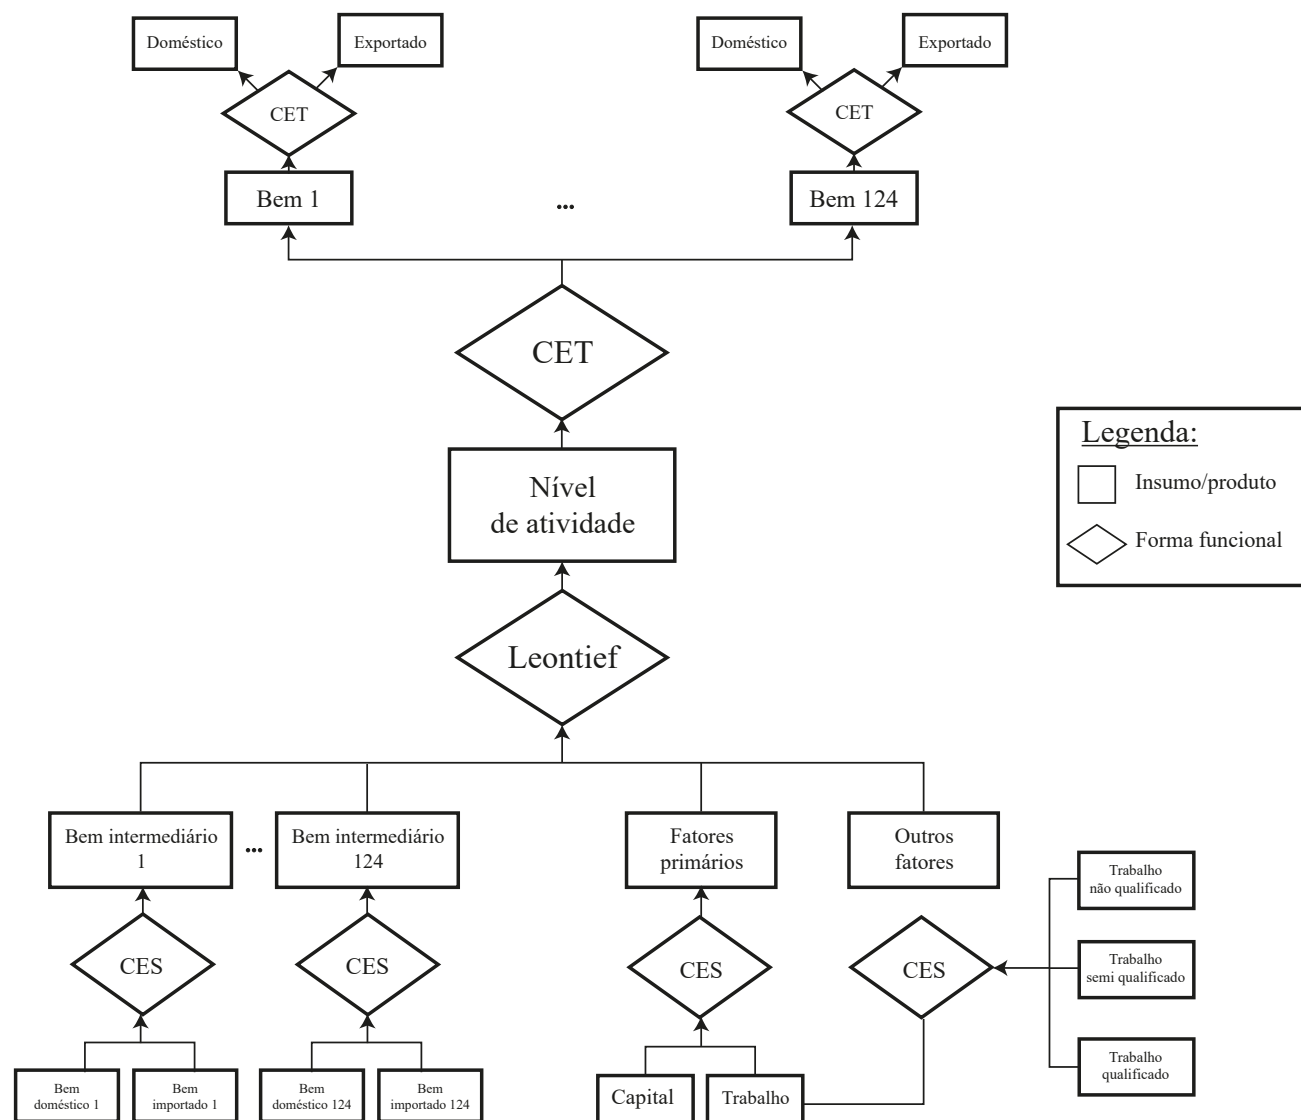 Doméstico
Exportado
Doméstico
Exportado
CET
CET
Bem 1
...
Bem 124
CET
Legenda:
Insumo/produto
Forma funcional
Nível
de atividade
Leontief
Bem intermediário
1
...
Bem intermediário
124
Fatores
primários
Outros
fatores
Trabalho
não qualificado
CES
CES
CES
CES
Trabalho
semi qualificado
Trabalho
qualificado
Bem
doméstico 1
Bem
importado 1
Bem
doméstico 124
Bem
importado 124
Capital
Trabalho